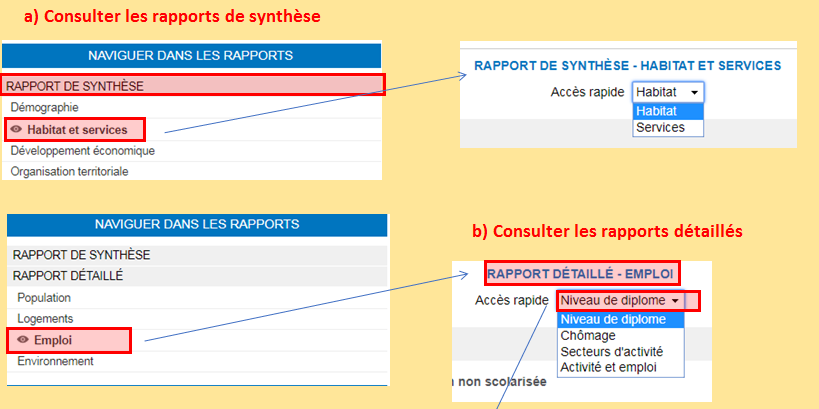 a) Consulter les rapports de synthèse
NAVIGUER DANS LES RAPPORTS
RAPPORT DE SYNTHÈSE
Démographie
Habitat et services
Développement économique
Organisation territoriale
RAPPORT DE SYNTHÈSE - HABITAT ET SERVICES
Accès rapide Habitat
Habitat
Services
NAVIGUER DANS LES RAPPORTS
RAPPORT DE SYNTHÈSE
RAPPORT DÉTAILLÉ
Population
Logements
Emploi
Environnement
b) Consulter les rapports détaillés
RAPPORT DÉTAILLÉ - EMPLOI
Accès rapide Niveau de diplome
Niveau de diplome
Chômage
Secteurs d'activité
Activité et emploi
non scolarisée